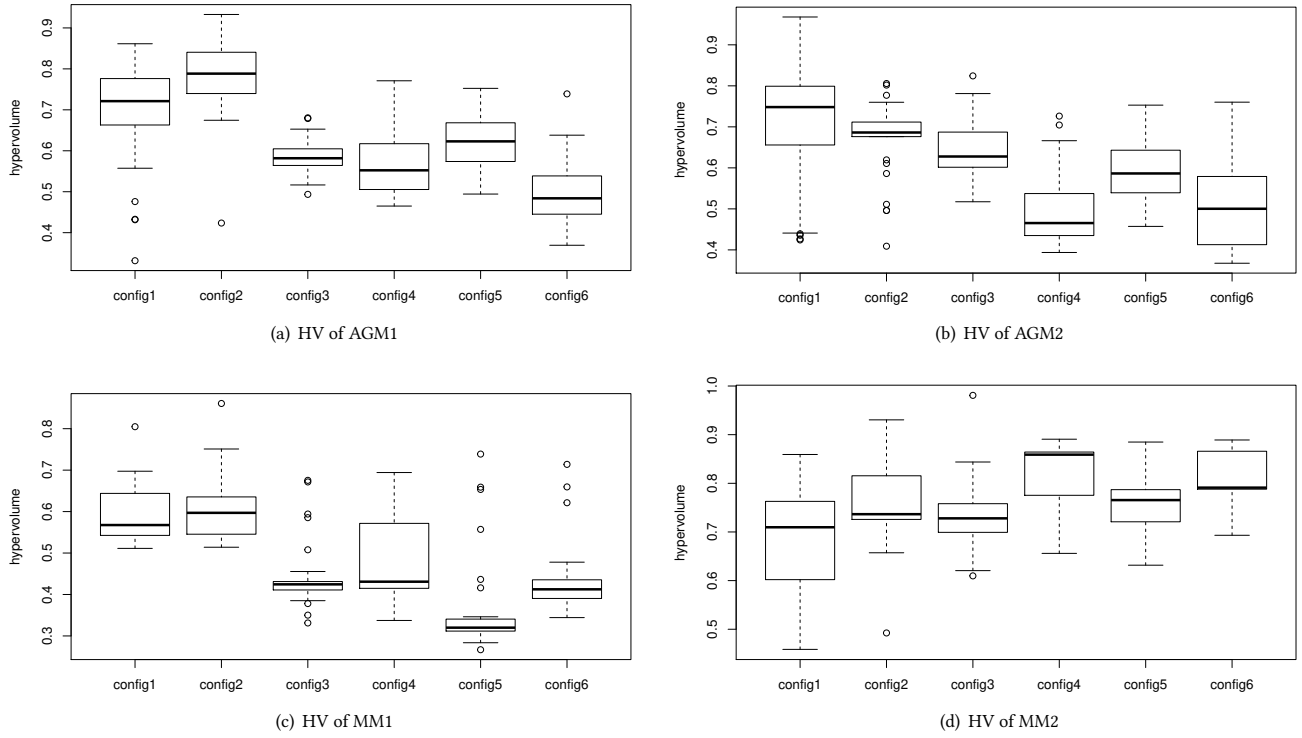 hypervolume
0.9
0.8
0.7
0.6
0.5
0.4
config1 config2 config3 config4 config5 config6
(a) HV of AGM1
hypervolume
0.9
0.8
0.7
0.6
0.5
0.4
config1 config2 config3 config4 config5 config6
(b) HV of AGM2
hypervolume
0.8
0.7
0.6
0.5
0.4
0.3
config1 config2 config3 config4 config5 config6
(c) HV of MM1
hypervolume
1.0
0.9
0.8
0.7
0.6
0.5
config1 config2 config3 config4 config5 config6
(d) HV of MM2